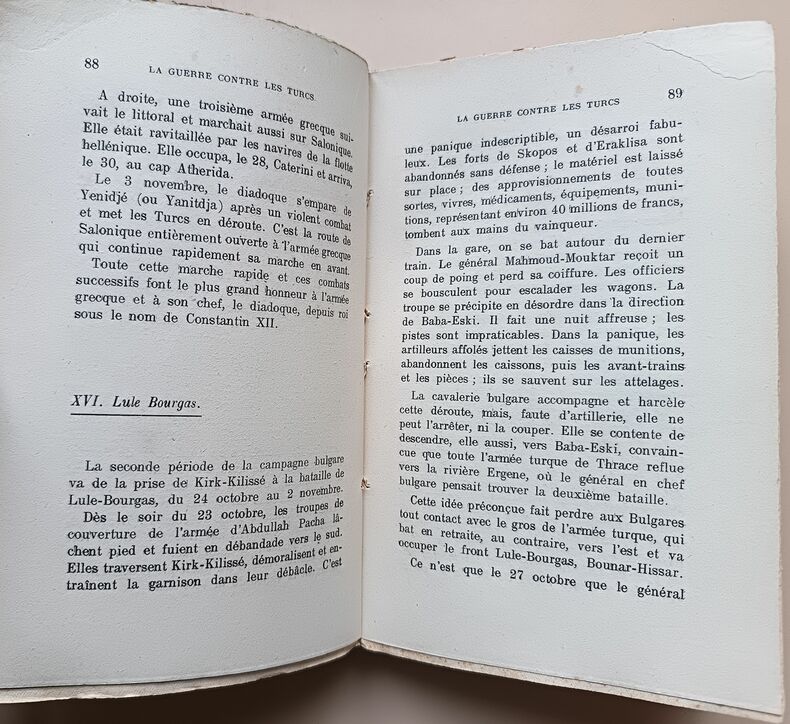 88
LA GUERRE CONTRE LES TURCS
A droite, une troisième armée grecque sui-
vait le littoral et marchait aussi sur Salonique.
Elle était ravitaillée par les navires de la flotte
hellénique. Elle occupa, le 28, Caterini et arriva,
le 30, au cap Atherida.
Le 3 novembre, le diadoque s'empare de
Yenidjé (ou Yanitdja) après un violent combat
et met les Turcs en déroute. C'est la route de
Salonique entièrement ouverte à l'armée grecque
qui continue rapidement sa marche en avant.
Toute cette marche rapide et ces combats
successifs font le plus grand honneur à l'armée
grecque et à son chef, le diadoque, depuis roi
sous le nom de Constantin XII.
XVI. Lule Bourgas.
La seconde période de la campagne bulgare
va de la prise de Kirk-Kilissé à la bataille de
Lule-Bourgas, du 24 octobre au 2 novembre.
Dès le soir du 23 octobre, les troupes de
couverture de l'armée d'Abdullah Pacha lâ-
chent pied et fuient en débandade vers le sud.
Elles traversent Kirk-Kilissé, démoralisent et en-
traînent la garnison dans leur débâcle. C'est
LA GUERRE CONTRE LES TURCS
89
une panique indescriptible, un désarroi fabu-
leux. Les forts de Skopos et d'Eraklisa sont
abandonnés sans défense ; le matériel est laissé
sur place ; des approvisionnements de toutes
sortes, vivres, médicaments, équipements, muni-
tions, représentant environ 40 millions de francs,
tombent aux mains du vainqueur.
Dans la gare, on se bat autour du dernier
train. Le général Mahmoud-Mouktar reçoit un
coup de poing et perd sa coiffure. Les officiers
se bousculent pour escalader les wagons. La
troupe se précipite en désordre dans la direction
de Baba-Eski. Il fait une nuit affreuse ; les
pistes sont impraticables. Dans la panique, les
artilleurs affolés jettent les caisses de munitions,
abandonnent les caissons, puis les avant-trains
et les pièces ; ils se sauvent sur les attelages.
La cavalerie bulgare accompagne et harcèle
cette déroute, mais, faute d'artillerie, elle ne
peut l'arrêter, ni la couper. Elle se contente de
descendre, elle aussi, vers Baba-Eski, convain-
cue que toute l'armée turque de Thrace reflue
vers la rivière Ergene, où le général en chef
bulgare pensait trouver la deuxième bataille.
Cette idée préconçue fait perdre aux Bulgares
tout contact avec le gros de l'armée turque, qui
bat en retraite, au contraire, vers l'est et va
occuper le front Lule-Bourgas, Bounar-Hissar.
Ce n'est que le 27 octobre que le général